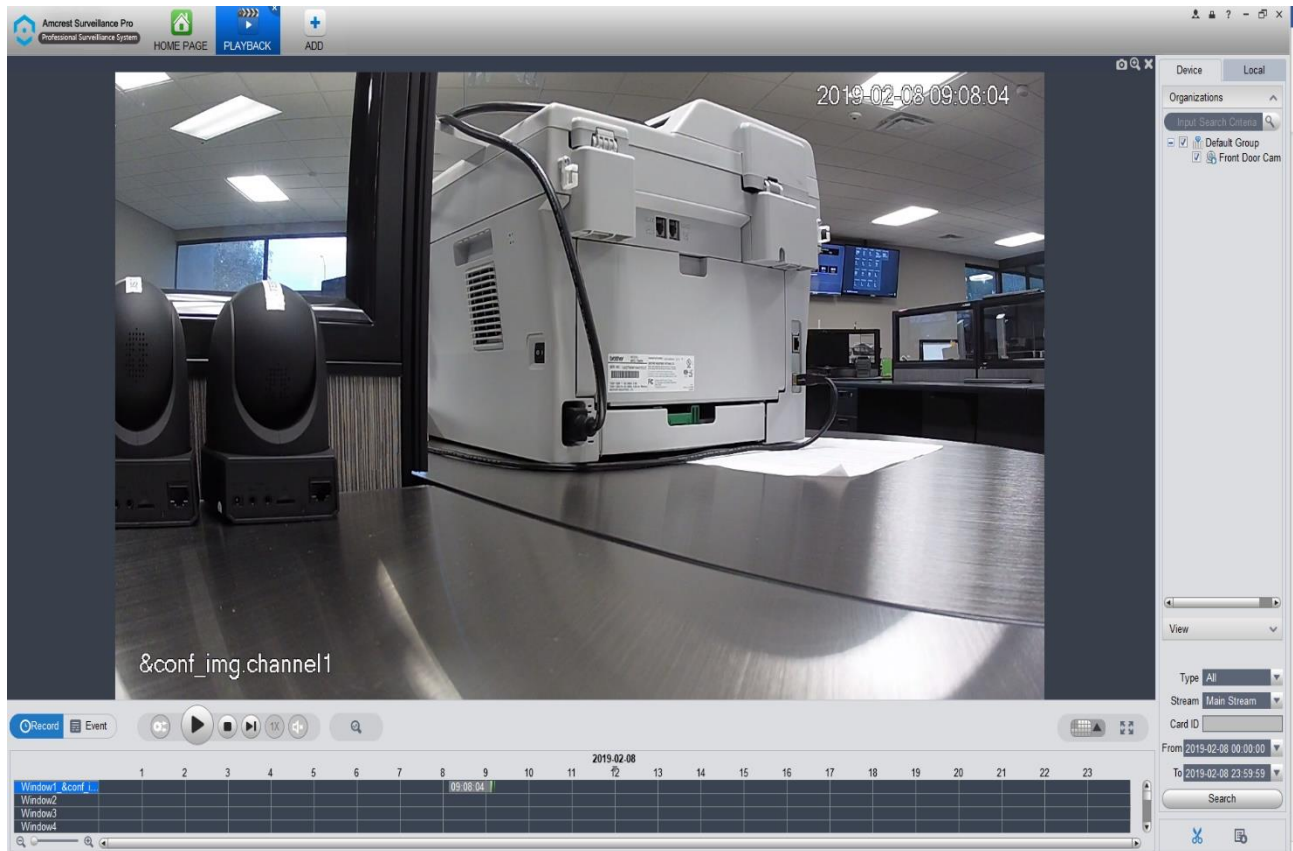 Amcrest Surveillance Pro
Professional Surveillance System
HOME PAGE
PLAYBACK
ADD
?
Device
Local
Organizations
Input Search Criteria
Default Group
Front Door Cam
2019-02-08 09:08:04
brother
&conf_img.channel1
View
Type All
Stream Main Stream
Card ID
From 2019-02-08 00:00:00
To 2019-02-08 23:59:59
Search
Record
Event
1X
2019-02-08
1 2 3 4 5 6 7 8 9 10 11 12 13 14 15 16 17 18 19 20 21 22 23
Window1_&conf_i...
09:08:04
Window2
Window3
Window4